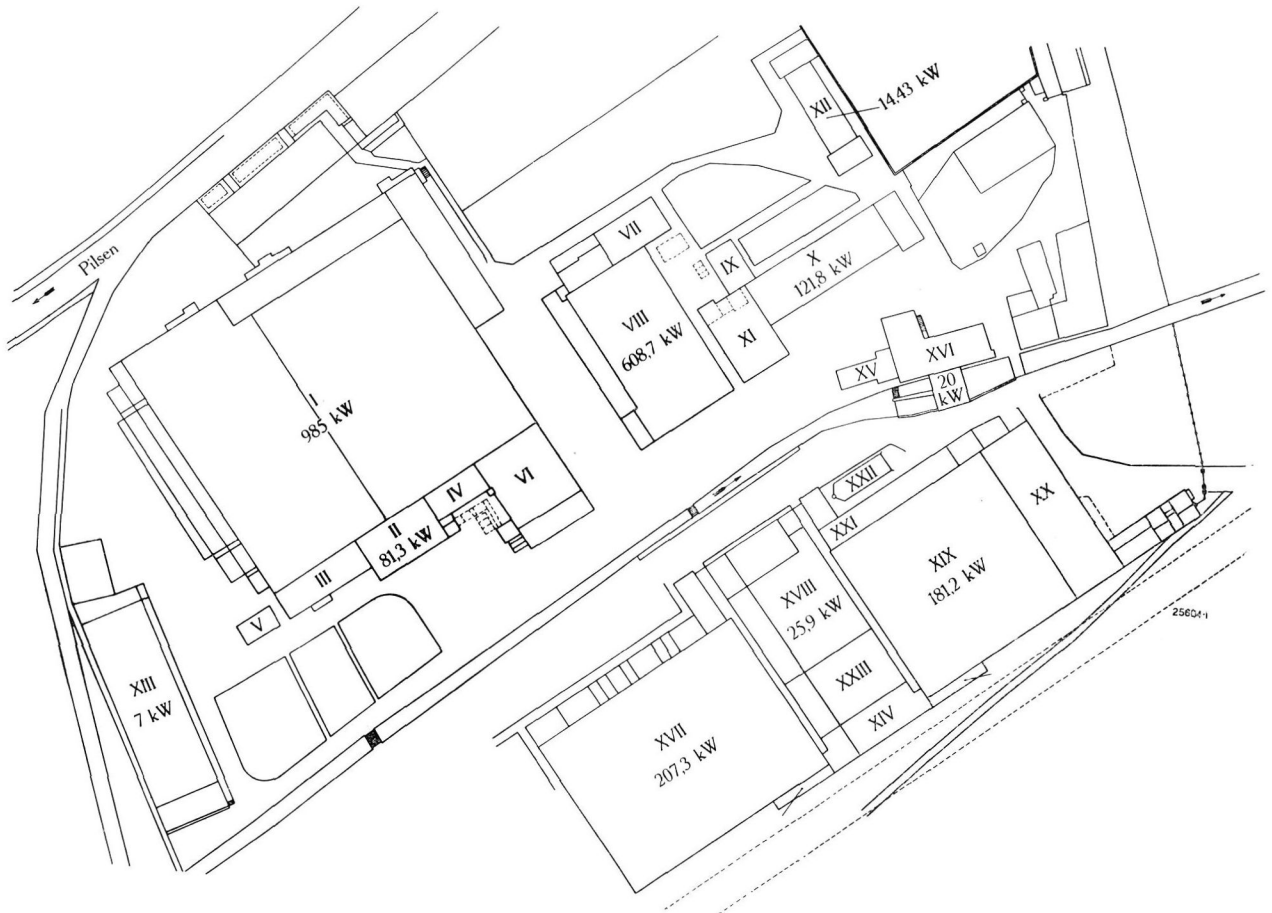 Pilsen
XII
14,43 kW
VII
IX
X
121,8 kW
VIII
608,7 kW
XI
I
985 kW
XV
XVI
20
kW
IV
VI
II
81,3 kW
III
V
XXII
XXI
XX
XIX
181,2 kW
XVIII
25,9 kW
XXIII
XIV
XIII
7 kW
XVII
207,3 kW
25604-1